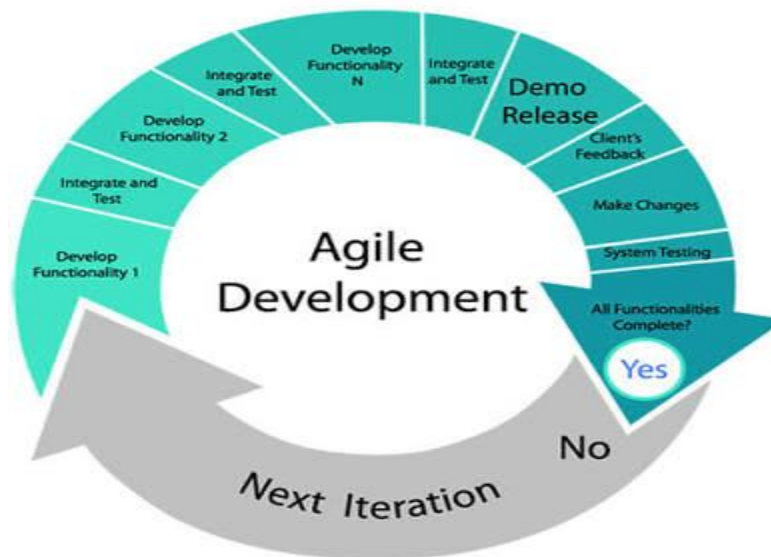 Develop
Functionality 1
Integrate and
Test
Develop
Functionality 2
Integrate
and Test
Develop
Functionality
N
Integrate
and Test
Demo
Release
Client's
Feedback
Make Changes
System Testing
All Functionalities
Complete?
Yes
No
Next Iteration
Agile
Development